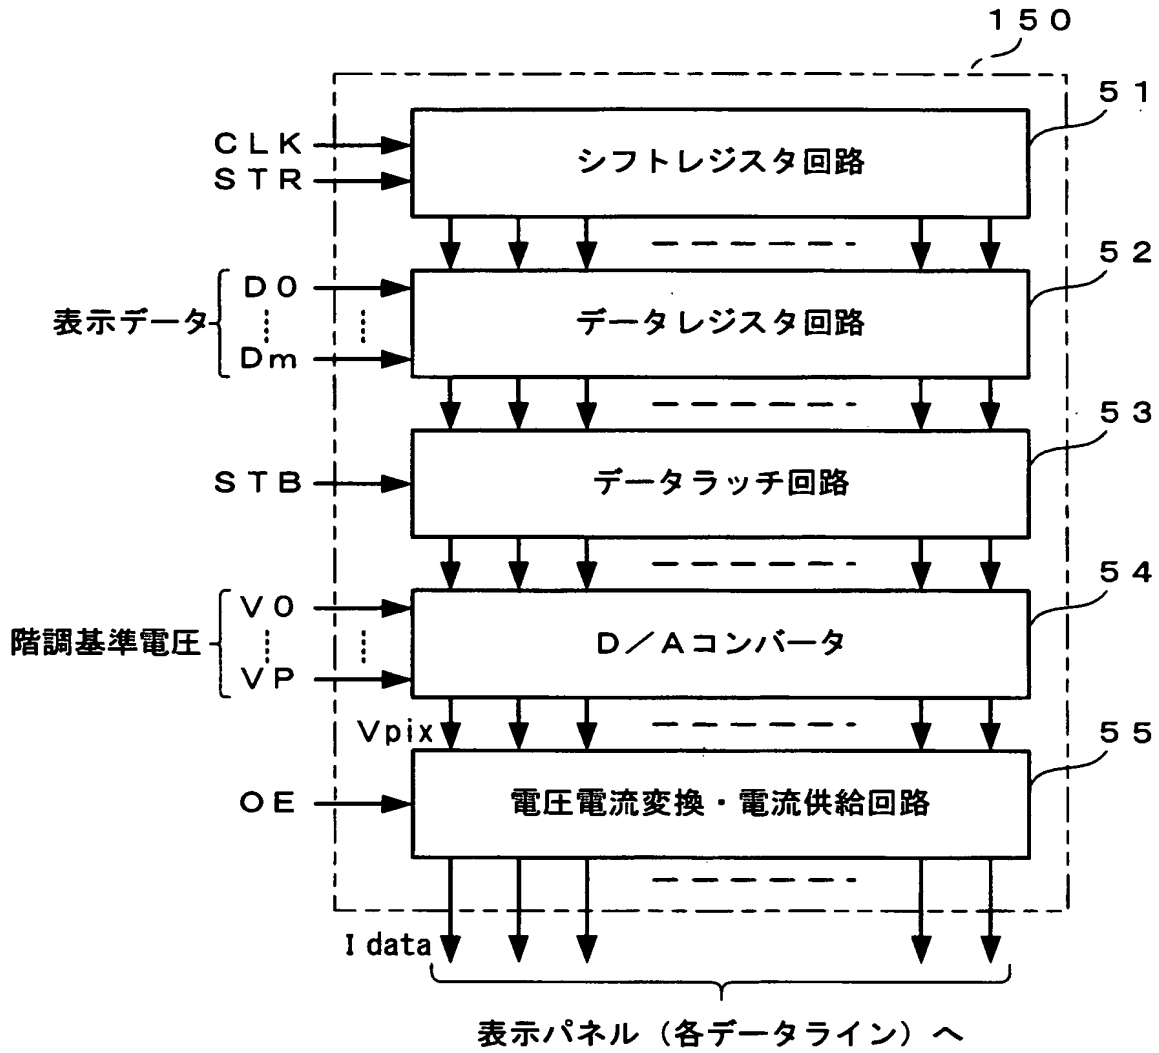 １５０
５１
ＣＬＫ
シフトレジスタ回路
ＳＴＲ
５２
Ｄ０
表示データ
データレジスタ回路
Ｄｍ
５３
ＳＴＢ
データラッチ回路
５４
Ｖ０
階調基準電圧
Ｄ／Ａコンバータ
ＶＰ
Ｖpix
５５
ＯＥ
電圧電流変換・電流供給回路
Ｉdata
表示パネル（各データライン）へ